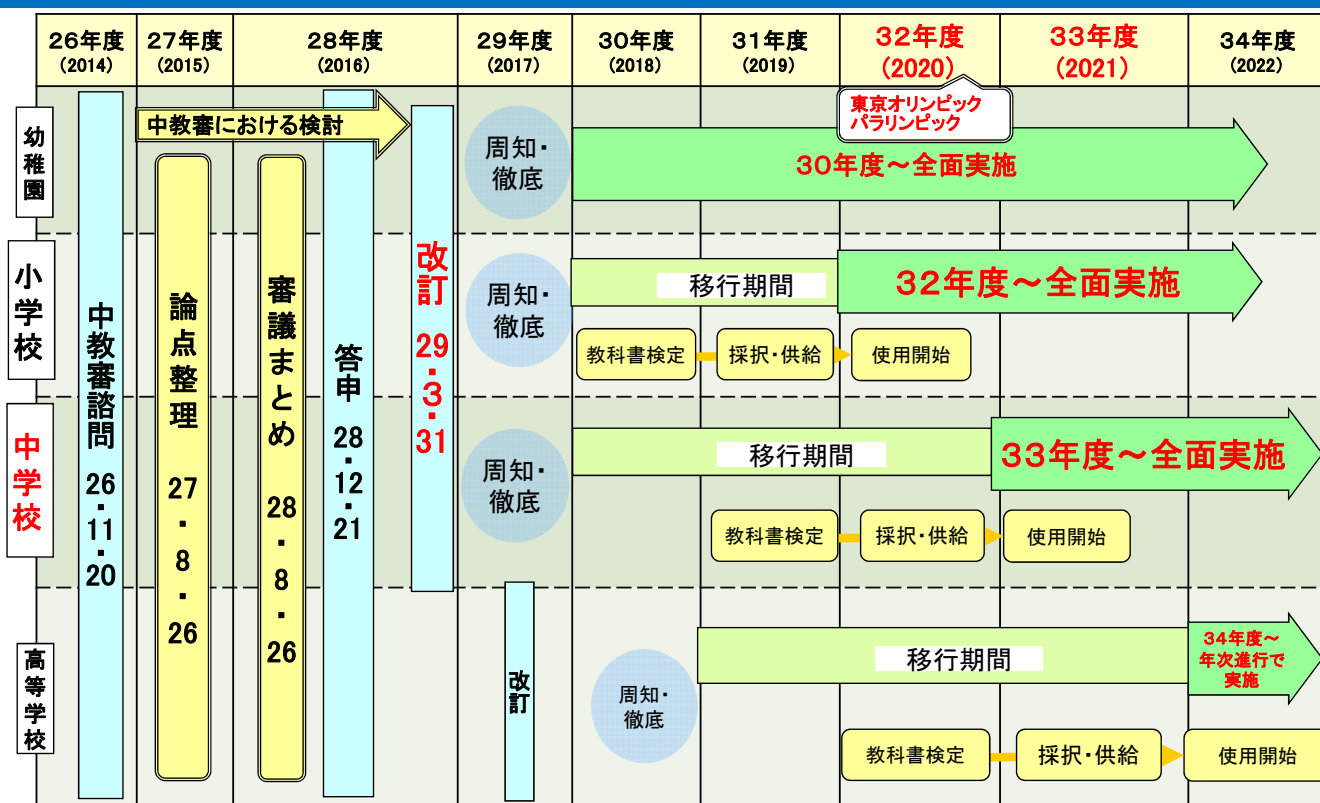 26年度
(2014)
27年度
(2015)
28年度
(2016)
29年度
(2017)
30年度
(2018)
31年度
(2019)
32年度
(2020)
33年度
(2021)
34年度
(2022)
東京オリンピック
パラリンピック
中教審諮問 26・11・20
中教審における検討
論点整理 27・8・26
審議まとめ 28・8・26
答申 28・12・21
改訂 29・3・31
幼稚園
周知・
徹底
30年度~全面実施
小学校
周知・
徹底
移行期間
32年度~全面実施
教科書検定
採択・供給
使用開始
中学校
周知・
徹底
移行期間
33年度~全面実施
教科書検定
採択・供給
使用開始
高等学校
改訂
周知・
徹底
移行期間
34年度~
年次進行で
実施
教科書検定
採択・供給
使用開始